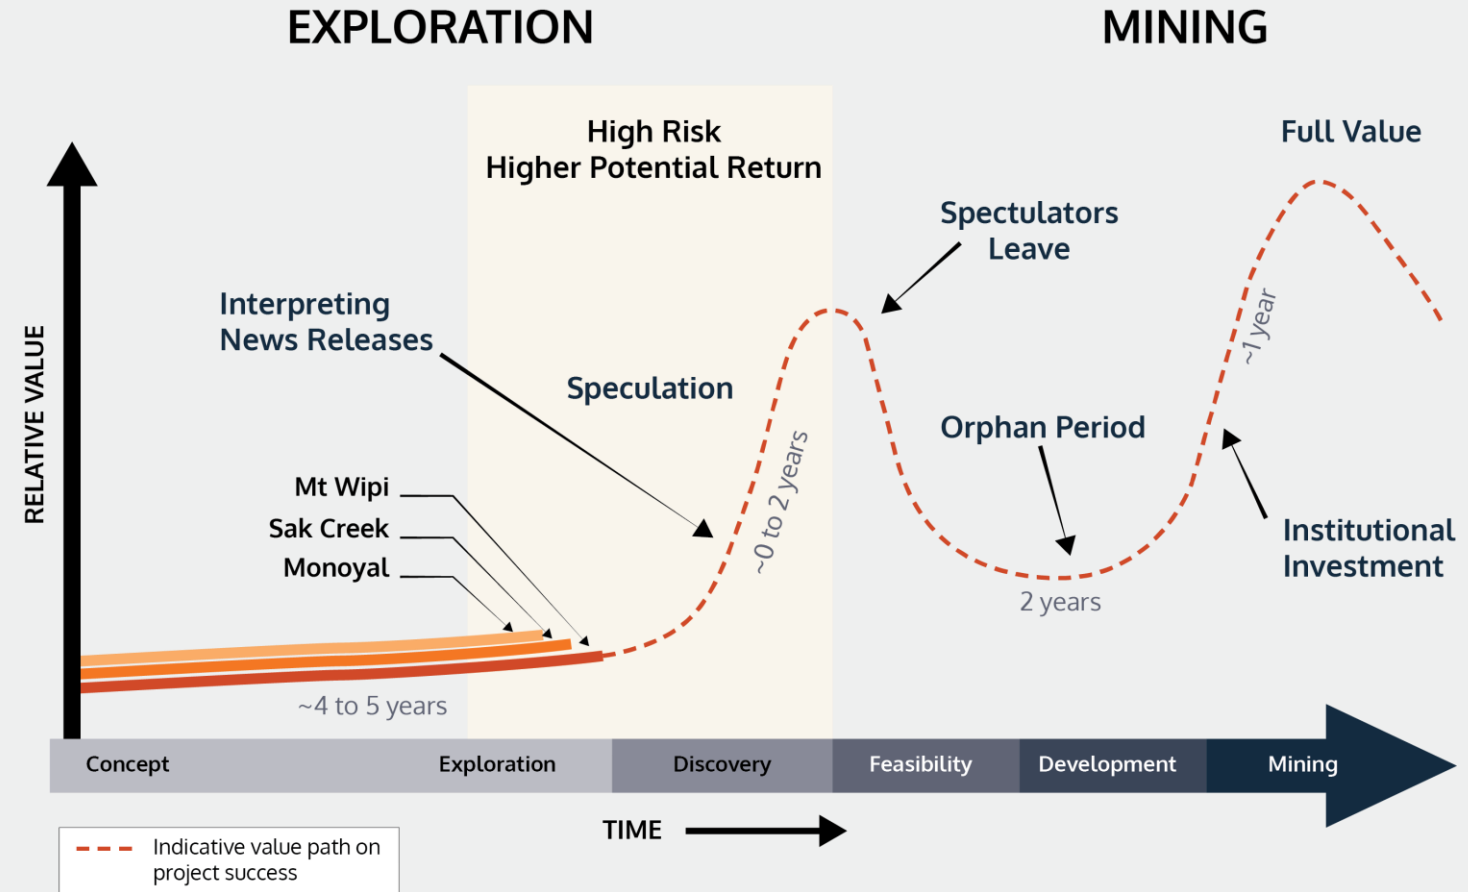 EXPLORATION
MINING
High Risk
Higher Potential Return
Full Value
Spectulators
Leave
Interpreting
News Releases
Speculation
RELATIVE VALUE
~1 year
Orphan Period
~0 to 2 years
Mt Wipi
Sak Creek
Monoyal
Institutional
Investment
2 years
~4 to 5 years
Concept
Exploration
Discovery
Feasibility
Development
Mining
TIME
Indicative value path on
project success